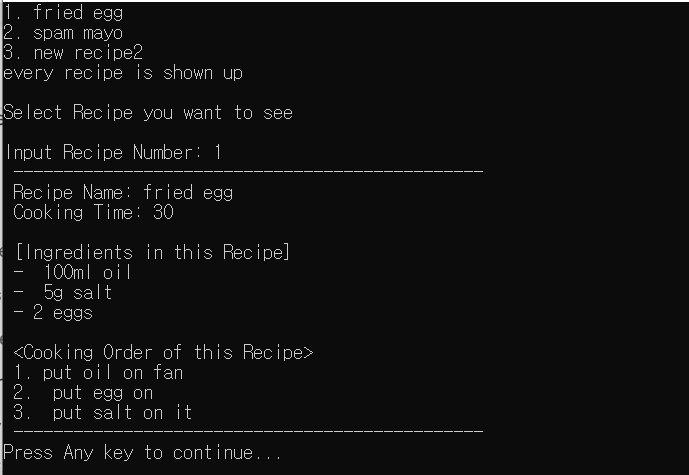 1. fried egg
2. spam mayo
3. new recipe2
every recipe is shown up
Select Recipe you want to see
Input Recipe Number: 1
------------------------------------------------
Recipe Name: fried egg
Cooking Time: 30
[Ingredients in this Recipe]
-  100ml oil
-  5g salt
- 2 eggs
<Cooking Order of this Recipe>
1. put oil on fan
2.  put egg on
3.  put salt on it
------------------------------------------------
Press Any key to continue...